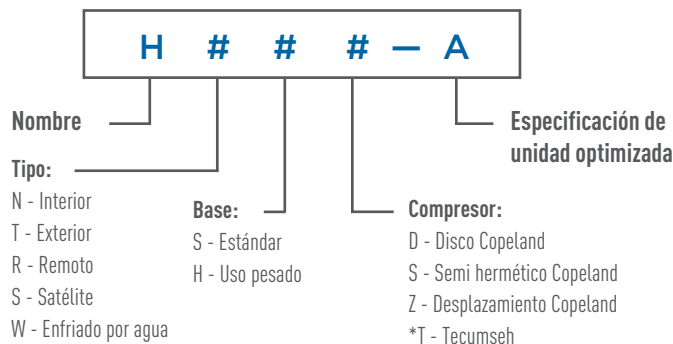 H # # # — A
Nombre
Tipo:
N - Interior
T - Exterior
R - Remoto
S - Satélite
W - Enfriado por agua
Base:
S - Estándar
H - Uso pesado
Compresor:
D - Disco Copeland
S - Semi hermético Copeland
Z - Desplazamiento Copeland
*T - Tecumseh
Especificación de
unidad optimizada